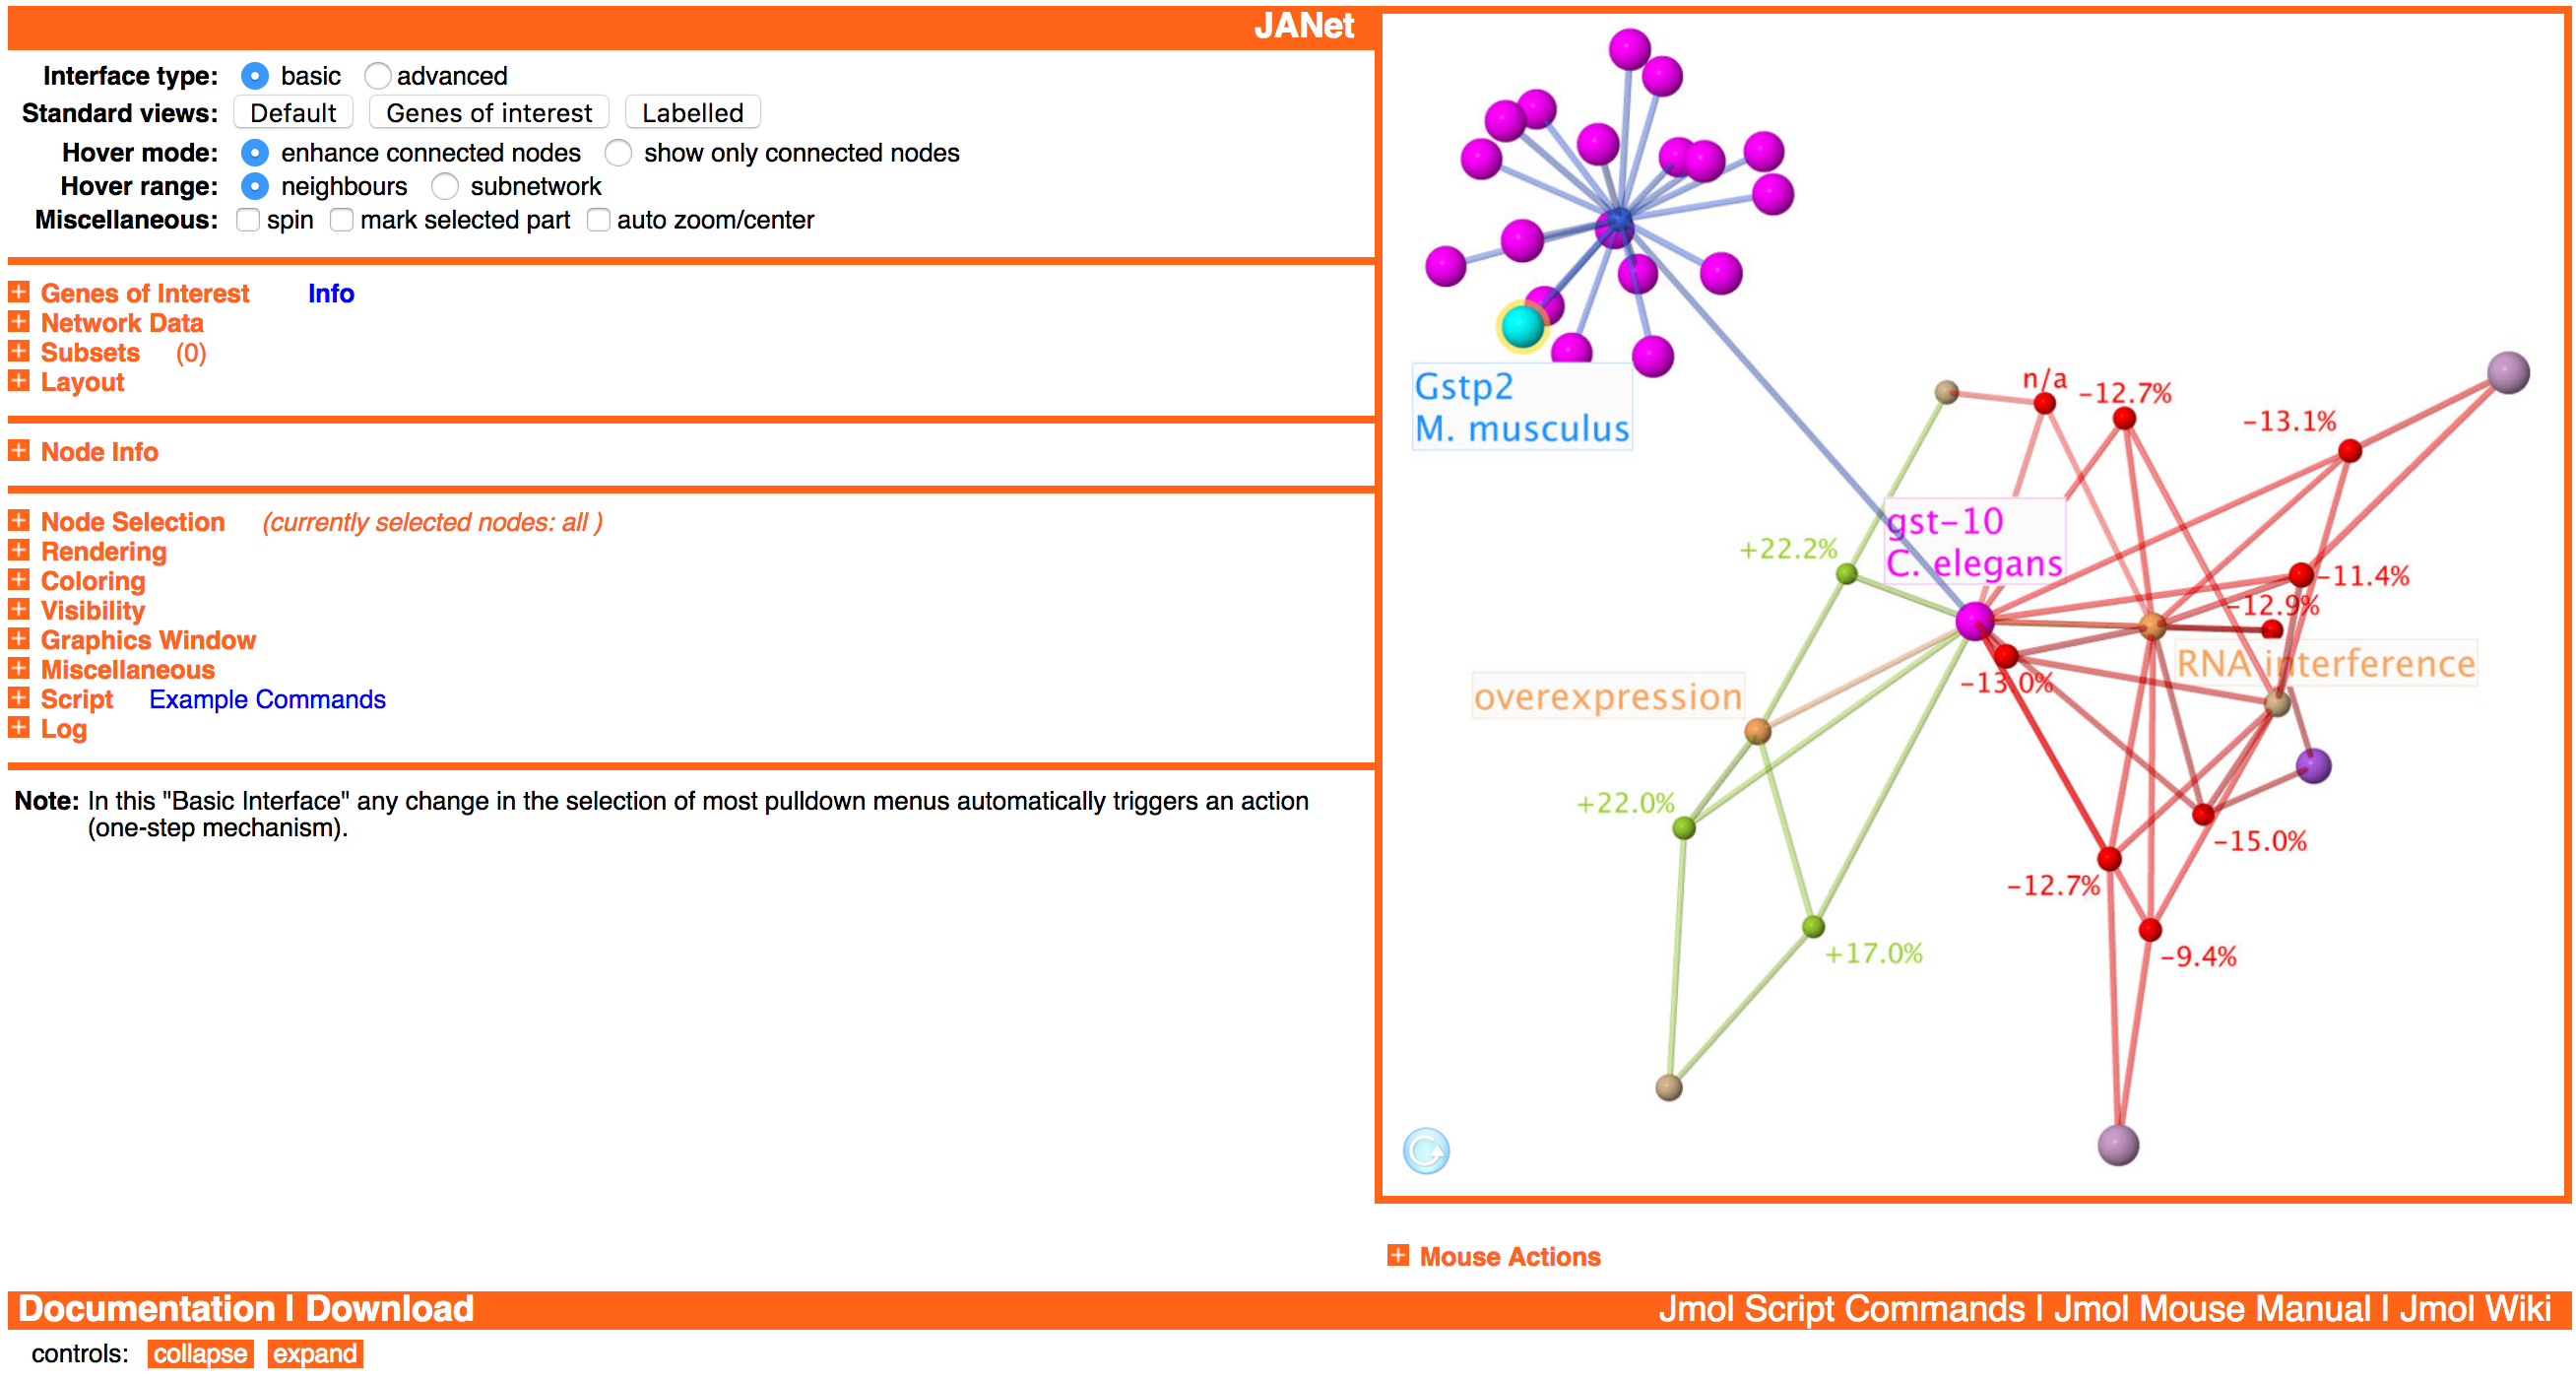 JANet
Interface type: basic advanced
Standard views: Default Genes of interest Labelled
Hover mode: enhance connected nodes show only connected nodes
Hover range: neighbours subnetwork
Miscellaneous: spin mark selected part auto zoom/center
Genes of Interest Info
Network Data
Subsets (0)
Layout
Node Info
Node Selection (currently selected nodes: all )
Rendering
Coloring
Visibility
Graphics Window
Miscellaneous
Script Example Commands
Log
Note: In this "Basic Interface" any change in the selection of most pulldown menus automatically triggers an action
(one-step mechanism).
Gstp2
M. musculus
n/a
-12.7%
-13.1%
gst-10
C. elegans
+22.2%
-11.4%
-12.9%
RNA interference
-13.0%
overexpression
+22.0%
-15.0%
-12.7%
+17.0%
-9.4%
Mouse Actions
Documentation | Download
Jmol Script Commands | Jmol Mouse Manual | Jmol Wiki
controls: collapse expand